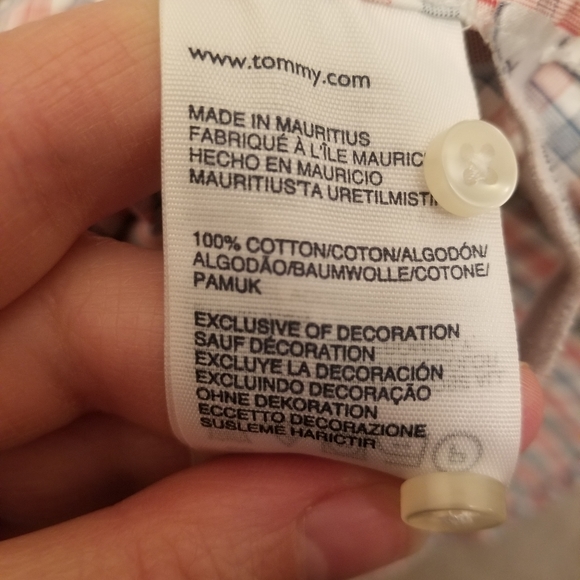 www.tommy.com
MADE IN MAURITIUS
FABRIQUÉ À L'ÎLE MAURIC
HECHO EN MAURICIO
MAURITIUS'TA URETILMISTI
100% COTTON/COTON/ALGODÓN/
ALGODÃO/BAUMWOLLE/COTONE/
PAMUK
EXCLUSIVE OF DECORATION
SAUF DÉCORATION
EXCLUYE LA DECORACIÓN
EXCLUINDO DECORAÇÃO
OHNE DEKORATION
ECCETTO DECORAZIONE
SUSLEME HARICTIR